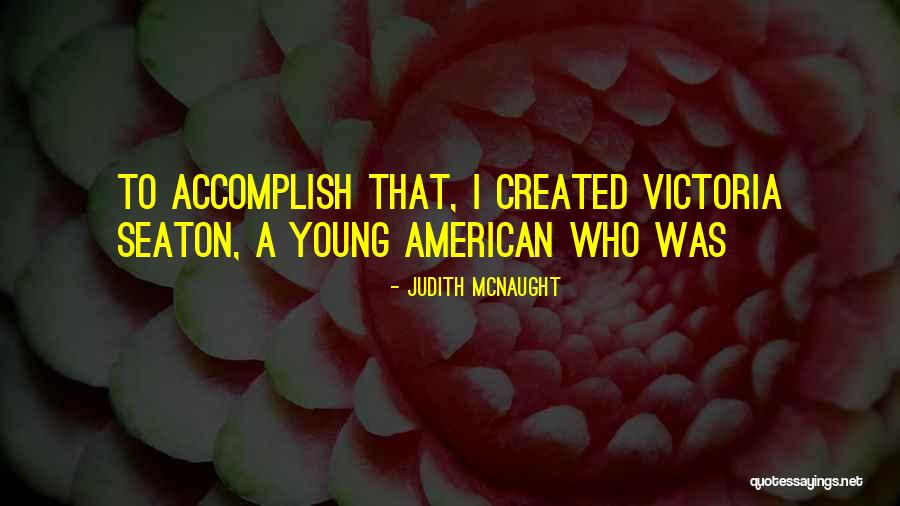 TO ACCOMPLISH THAT, I CREATED VICTORIA
SEATON, A YOUNG AMERICAN WHO WAS
- JUDITH MCNAUGHT
quotessayings.net